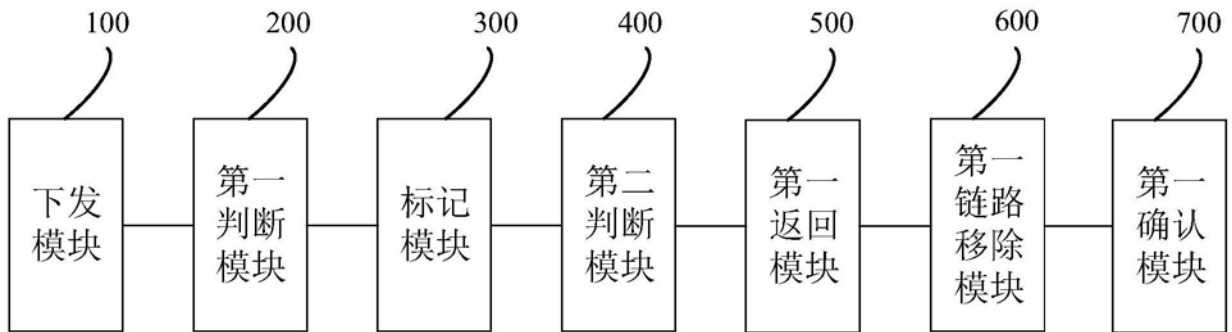 100 200 300 400 500 600 700
下发
模块
第一
判断
模块
标记
模块
第二
判断
模块
第一
返回
模块
第一
链路
移除
模块
第一
确认
模块